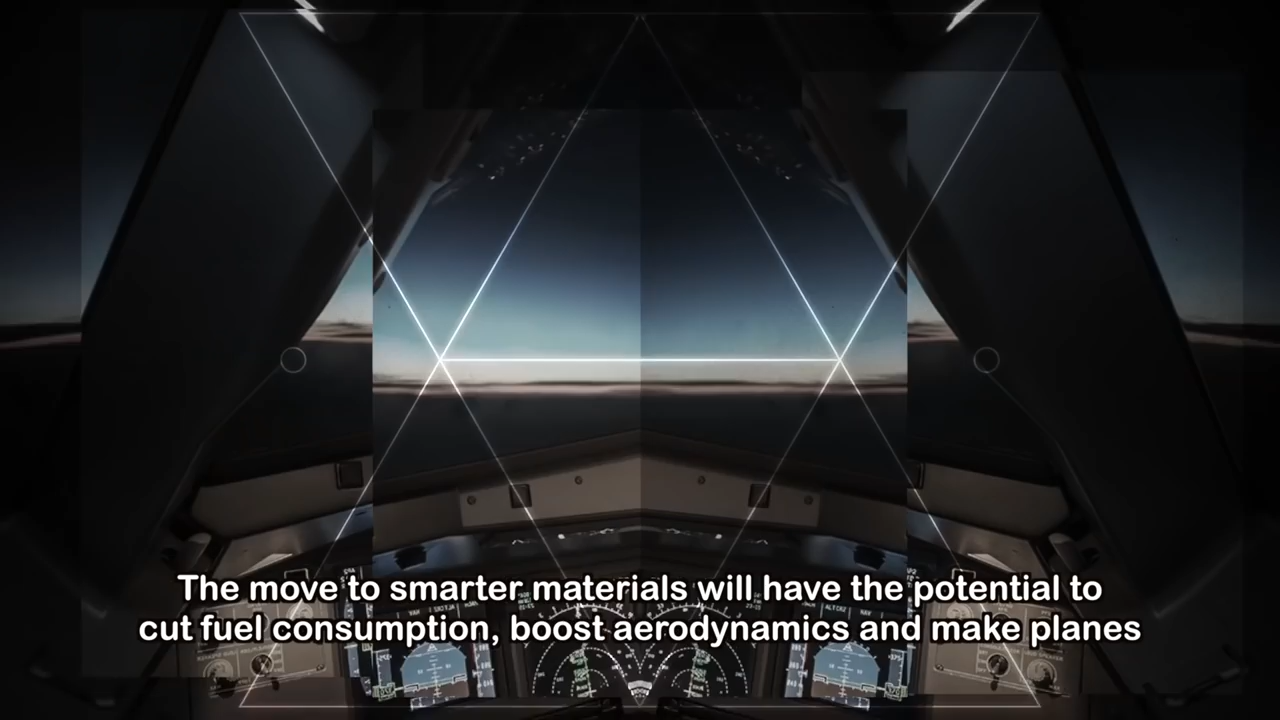 The move to smarter materials will have the potential to
cut fuel consumption, boost aerodynamics and make planes